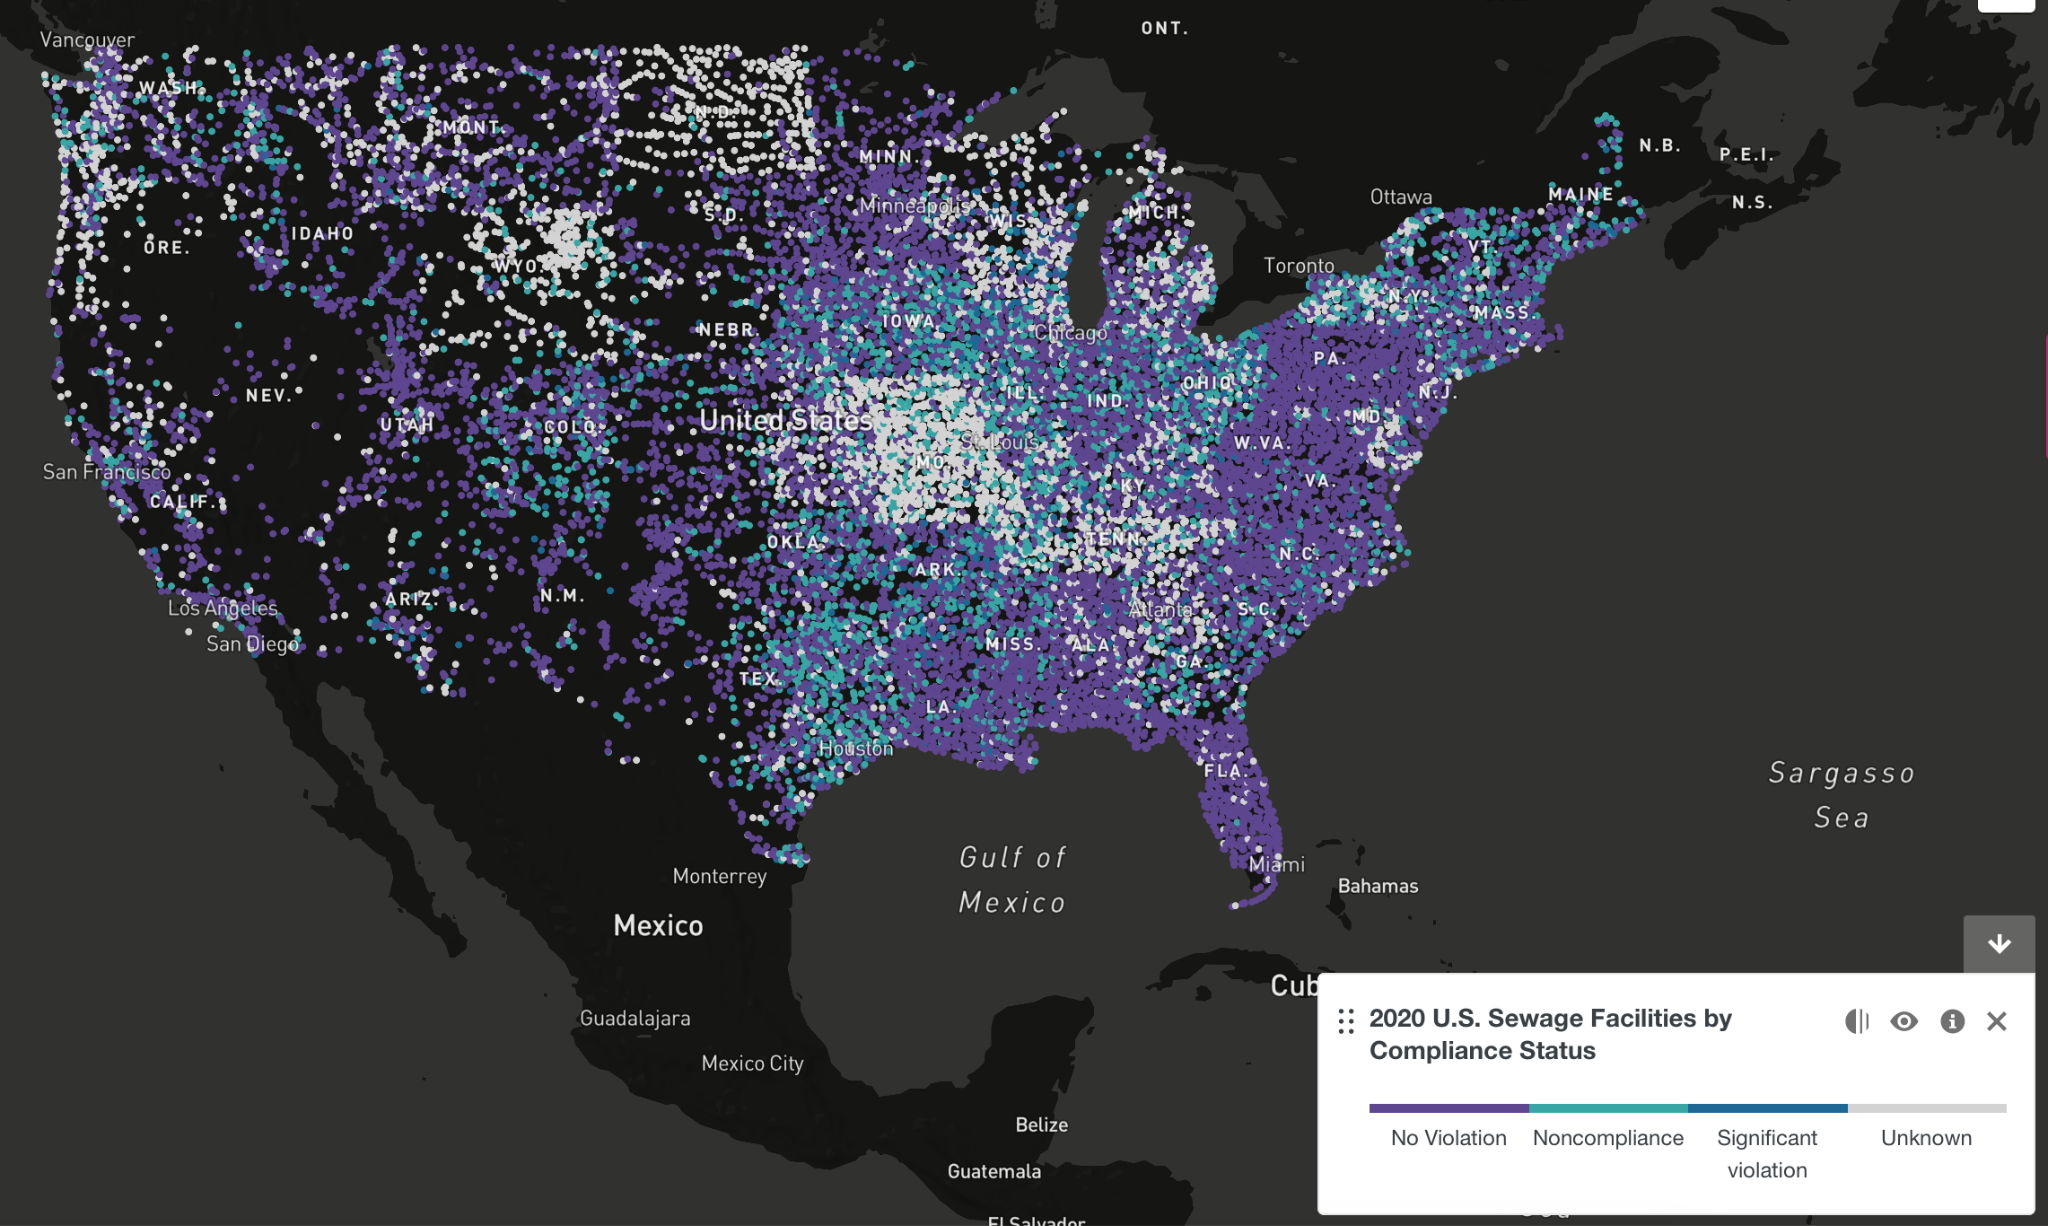 ONT.
Vancouver
WASH.
N.D.
MONT.
MINN.
N.B.
P.E.I.
Ottawa
MAINE
N.S.
Minneapolis
S.D.
WIS.
MICH.
IDAHO
ORE.
VT.
WYO.
Toronto
N.Y.
MASS.
IOWA
NEBR.
Chicago
PA.
OHIO
ILL.
IND.
N.J.
NEV.
United States
UTAH
COLO.
MD.
St. Louis
W.VA.
MO.
San Francisco
KY.
VA.
CALIF.
OKLA.
TENN.
N.C.
ARK.
ARIZ.
N.M.
Los Angeles
Atlanta
S.C.
San Diego
MISS.
ALA.
GA.
TEX.
LA.
Houston
FLA.
Sargasso
Sea
Gulf of
Mexico
Miami
Monterrey
Bahamas
Mexico
Cub
Guadalajara
Mexico City
Belize
Guatemala
El Salvador
2020 U.S. Sewage Facilities by
Compliance Status
No Violation
Noncompliance
Significant
violation
Unknown